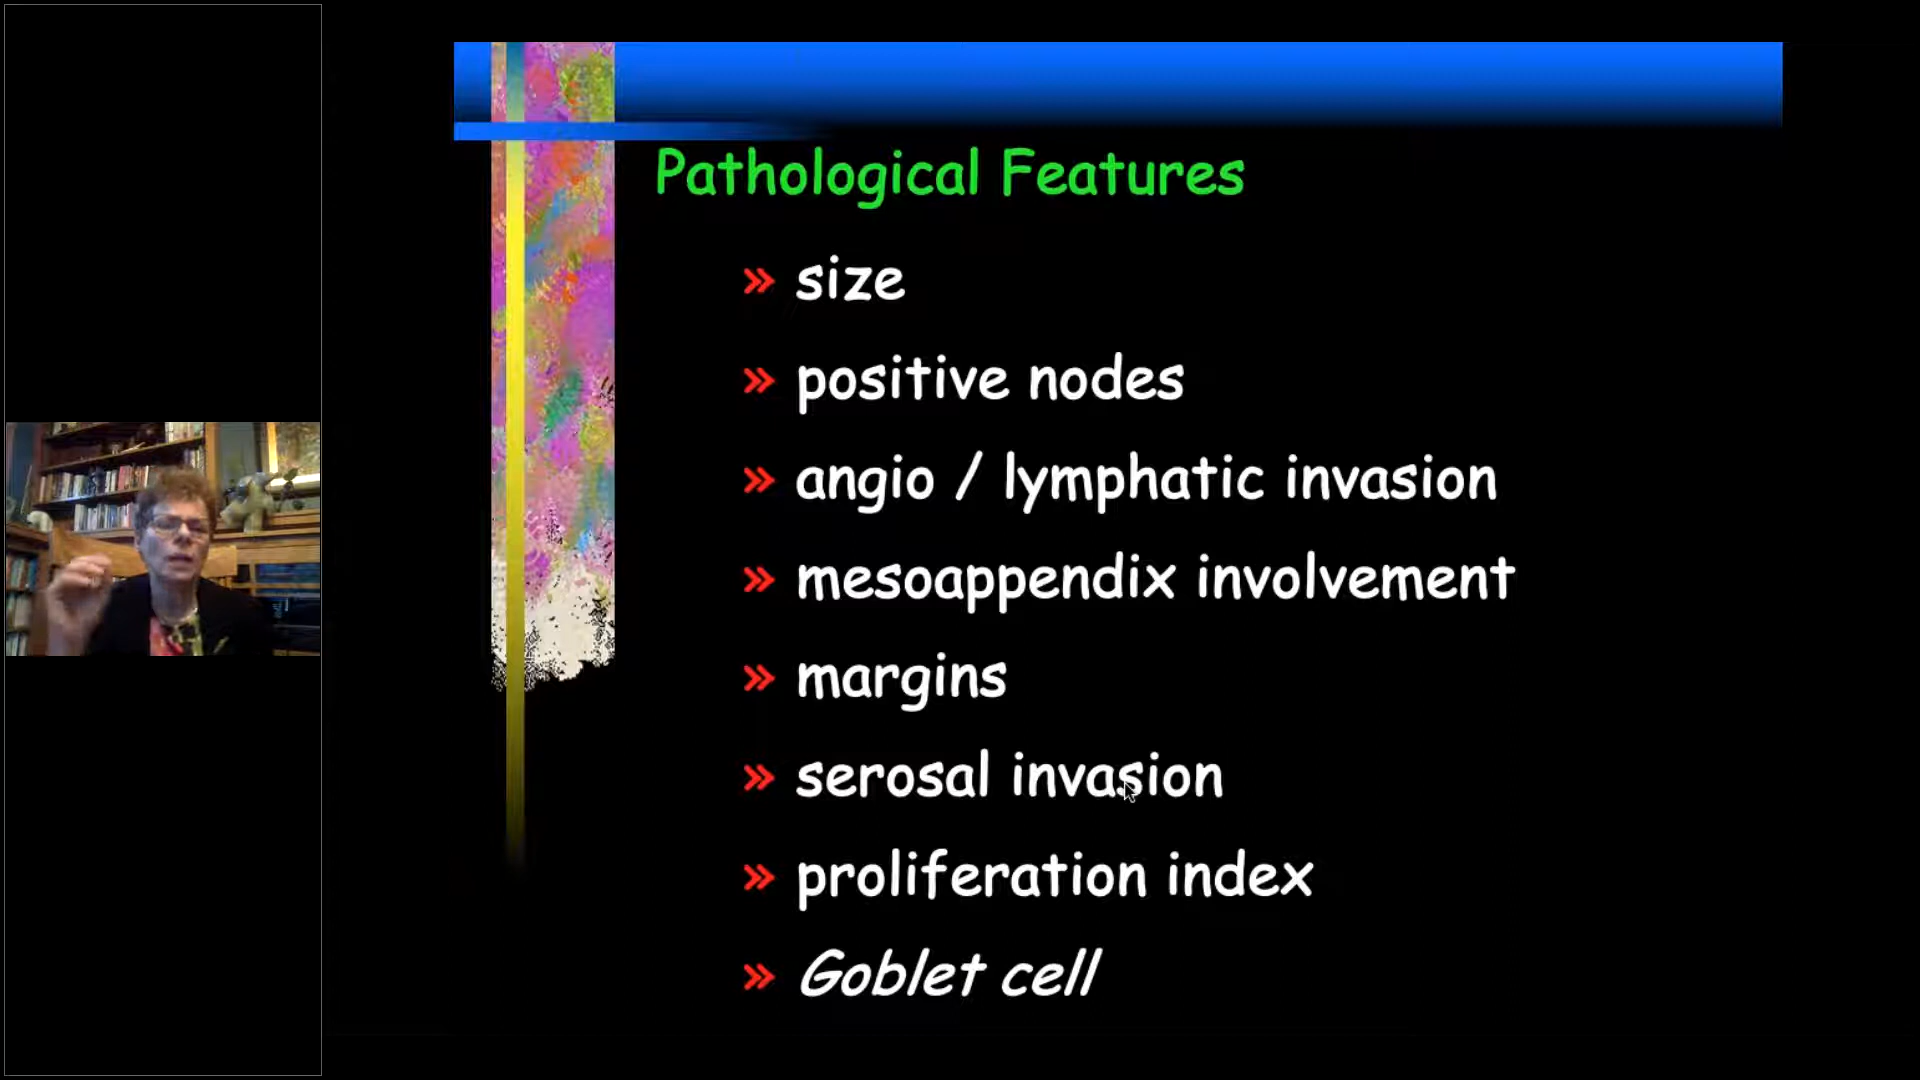 Pathological Features
» size
» positive nodes
» angio / lymphatic invasion
» mesoappendix involvement
» margins
» serosal invasion
» proliferation index
» Goblet cell